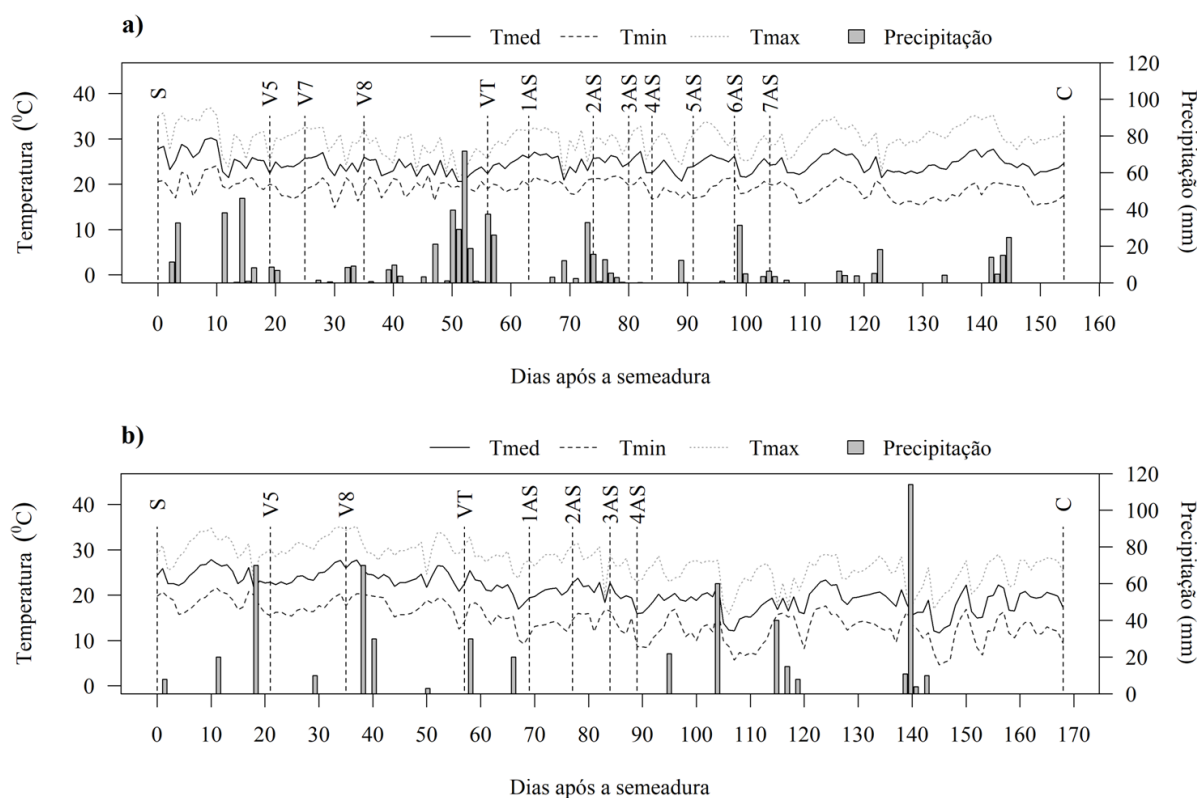 a)
Tmed Tmin Tmax Precipitação
S V5 V7 V8 VT 1AS 2AS 3AS 4AS 5AS 6AS 7AS C
Temperatura (⁰C)
40
30
20
10
0
Precipitação (mm)
120
100
80
60
40
20
0
0 10 20 30 40 50 60 70 80 90 100 110 120 130 140 150 160
Dias após a semeadura
b)
Tmed Tmin Tmax Precipitação
S V5 V8 VT 1AS 2AS 3AS 4AS C
Temperatura (⁰C)
40
30
20
10
0
Precipitação (mm)
120
100
80
60
40
20
0
0 10 20 30 40 50 60 70 80 90 100 110 120 130 140 150 160 170
Dias após a semeadura